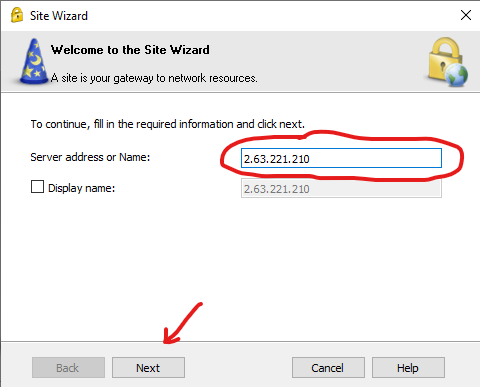 Site Wizard
Welcome to the Site Wizard
A site is your gateway to network resources.
To continue, fill in the required information and click next.
Server address or Name:
2.63.221.210
Display name:
2.63.221.210
Back
Next
Cancel
Help